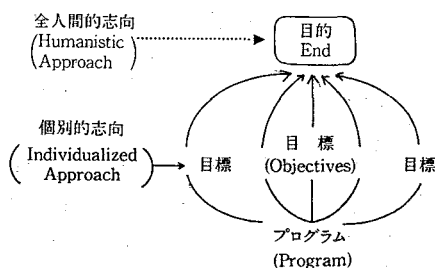 全人間的志向
(Humanistic
Approach)
目的
End
個別的志向
(Individualized
Approach)
目標
目標
(Objectives)
目標
プログラム
(Program)